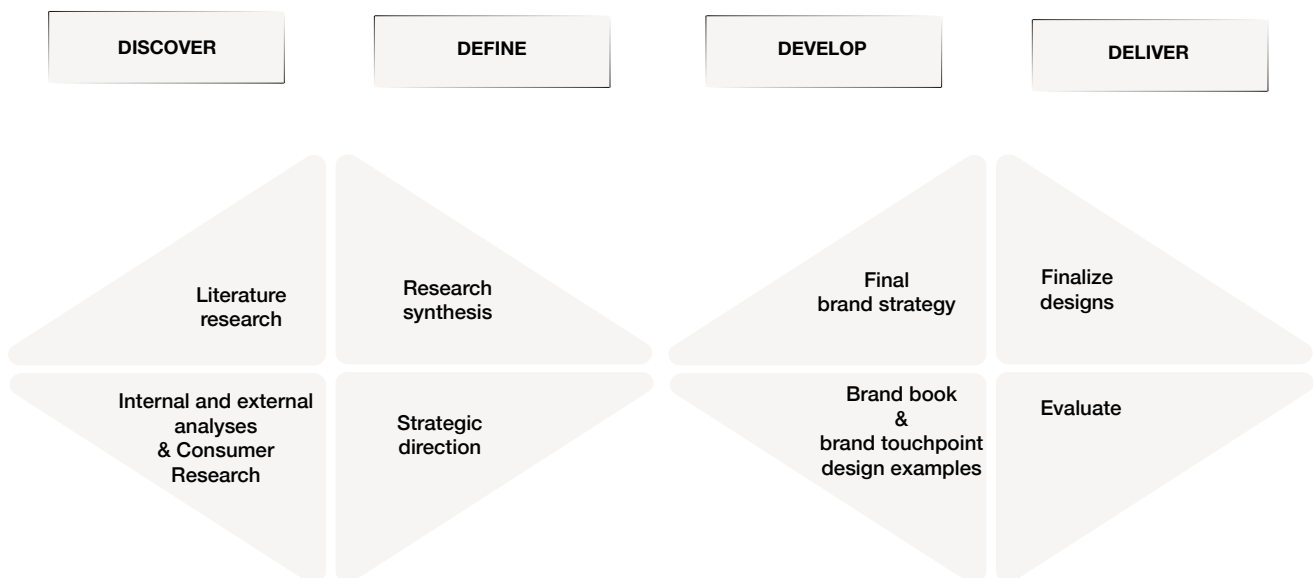 DISCOVER
DEFINE
DEVELOP
DELIVER
Literature
research
Research
synthesis
Final
brand strategy
Finalize
designs
Internal and external
analyses
& Consumer
Research
Strategic
direction
Brand book
&
brand touchpoint
design examples
Evaluate